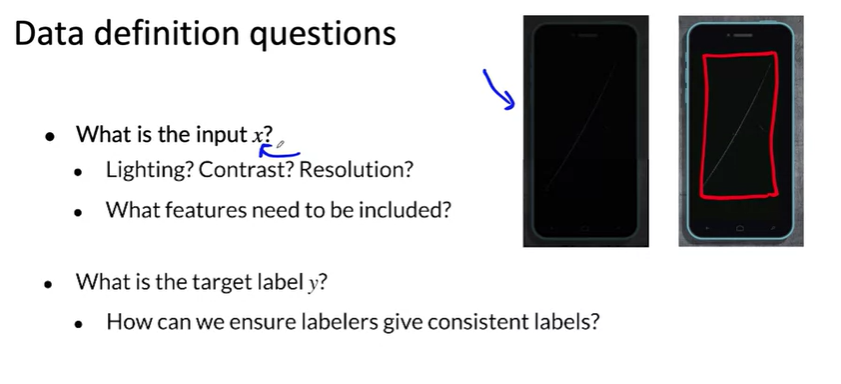 Data definition questions
• What is the input x?
• Lighting? Contrast? Resolution?
• What features need to be included?
• What is the target label y?
• How can we ensure labelers give consistent labels?